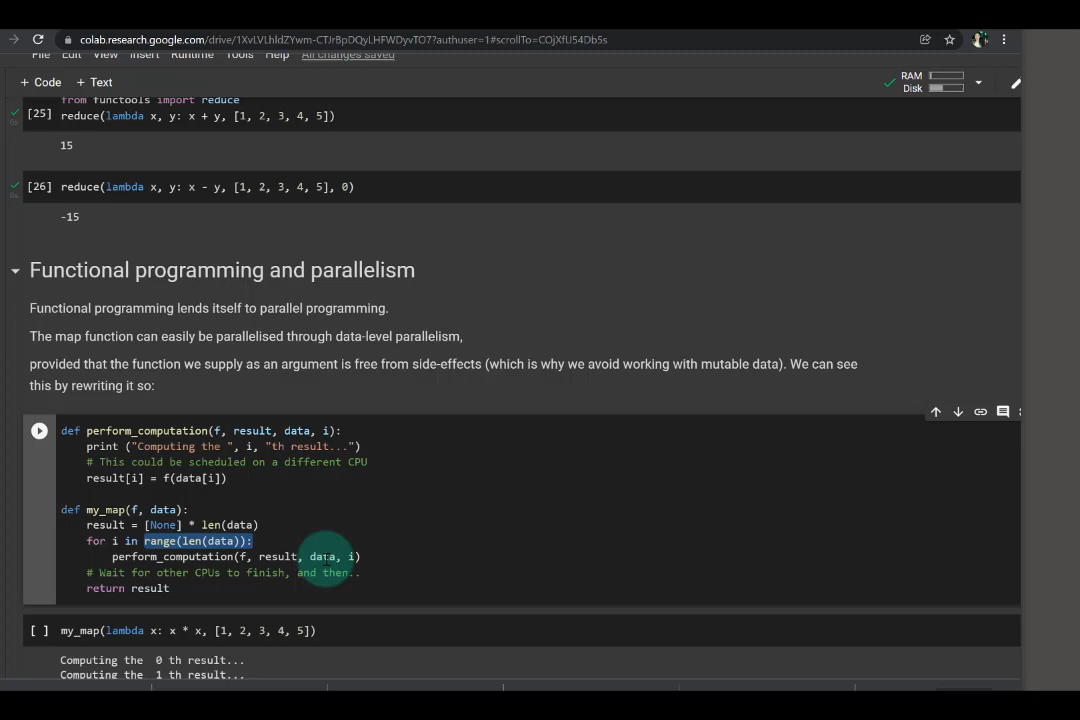 colab.research.google.com/drive/1XvLVLhldZYwm-CTJrBpDQyLHFWDyvTO7?authuser=1#scrollTo=COjXfU54Db5s
File Edit View Insert Runtime Tools Help All changes saved
+ Code + Text
RAM
Disk
from functools import reduce
[25] reduce(lambda x, y: x + y, [1, 2, 3, 4, 5])
0s
15
[26] reduce(lambda x, y: x - y, [1, 2, 3, 4, 5], 0)
0s
-15
Functional programming and parallelism
Functional programming lends itself to parallel programming.
The map function can easily be parallelised through data-level parallelism,
provided that the function we supply as an argument is free from side-effects (which is why we avoid working with mutable data). We can see
this by rewriting it so:
def perform_computation(f, result, data, i):
print ("Computing the ", i, "th result...")
# This could be scheduled on a different CPU
result[i] = f(data[i])
def my_map(f, data):
result = [None] * len(data)
for i in range(len(data)):
perform_computation(f, result, data, i)
# Wait for other CPUs to finish, and then..
return result
[ ] my_map(lambda x: x * x, [1, 2, 3, 4, 5])
Computing the 0 th result...
Computing the 1 th result...